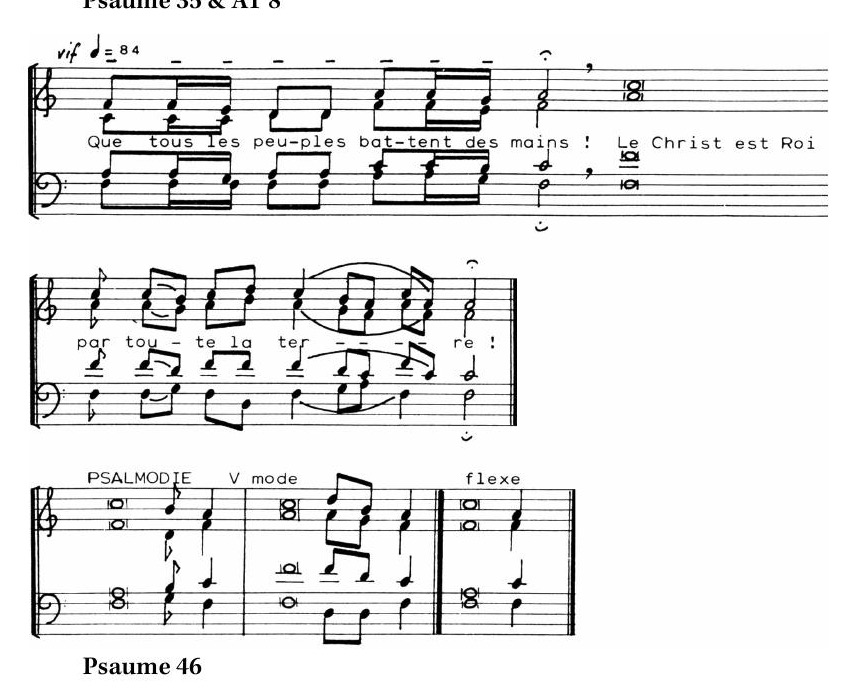 Psaume 35 & AT 8
vif = 84
Que tous les peu-ples bat-tent des mains ! Le Christ est Roi
par tou - te la ter - - - - re !
PSALMODIE V mode flexe
Psaume 46